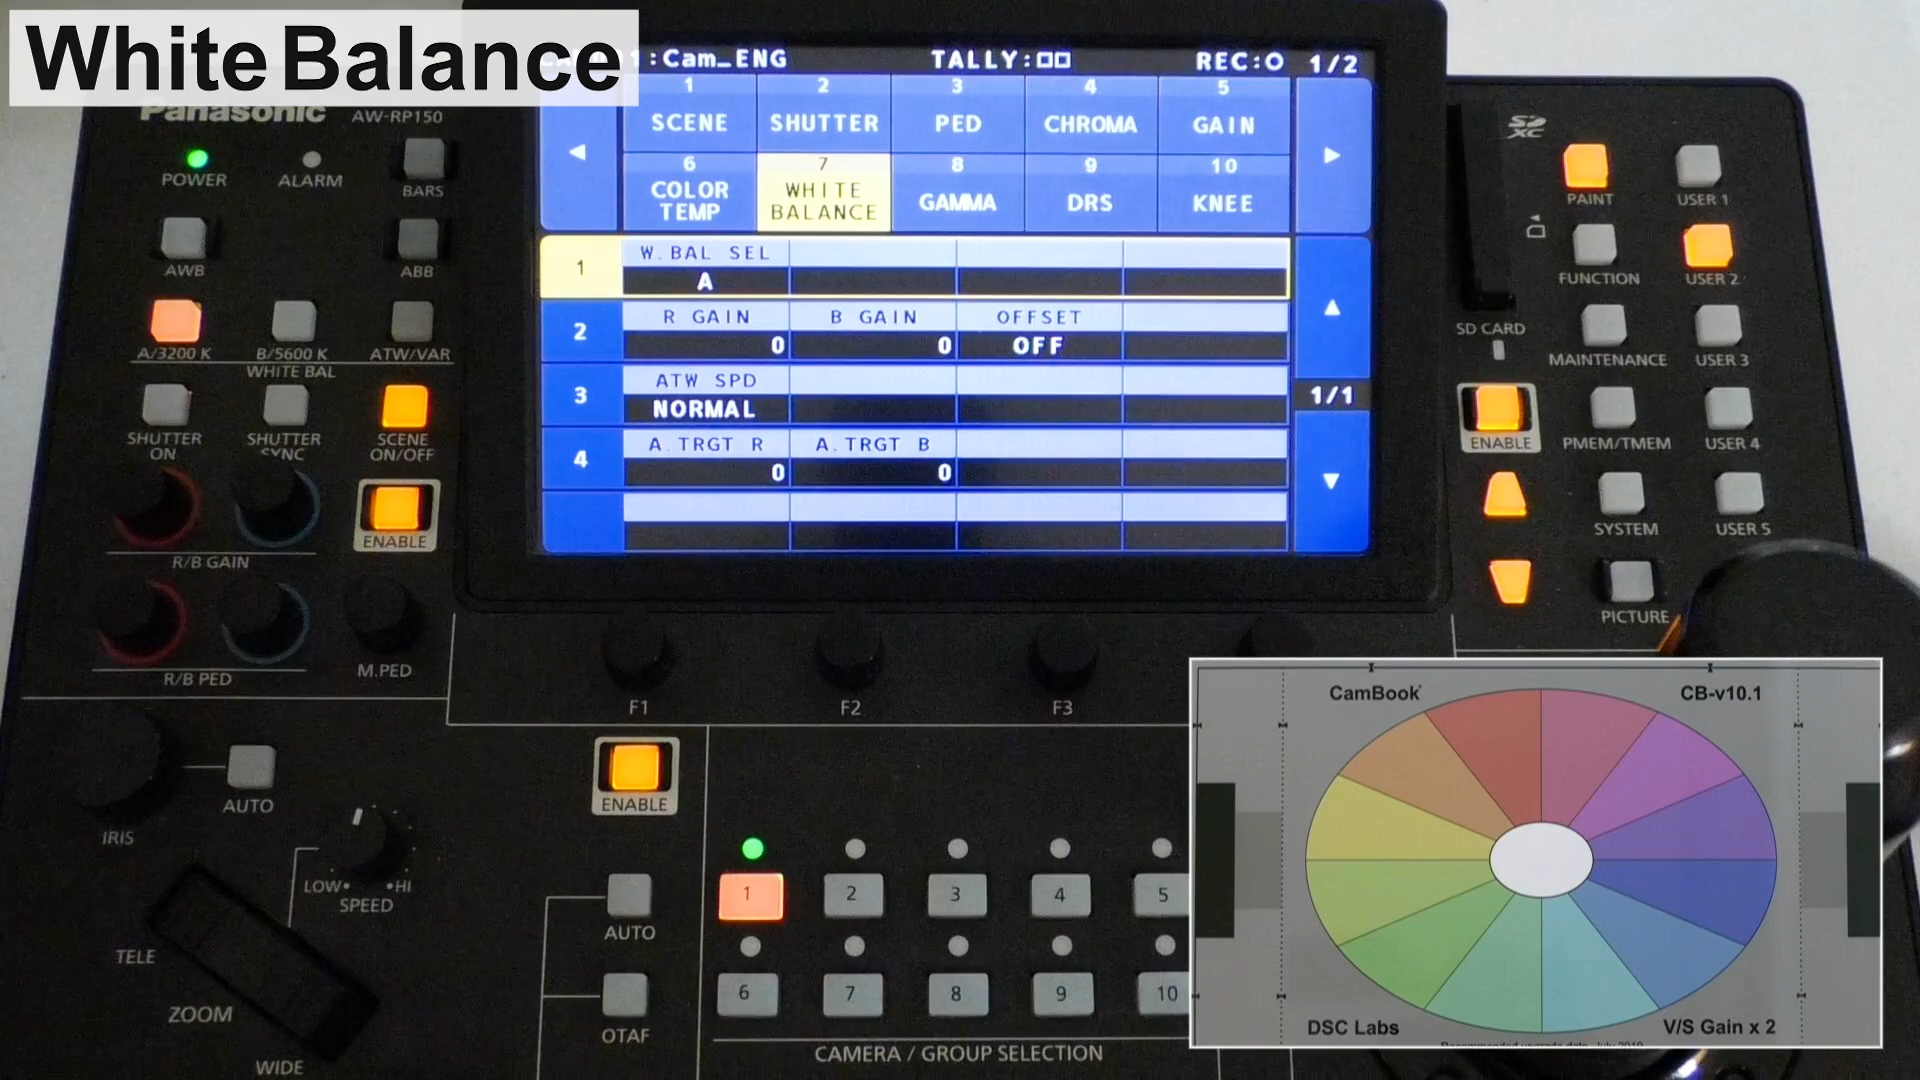 White Balance
1:Cam_ENG TALLY:□□ REC:O 1/2
Panasonic AW-RP150
1 2 3 4 5
SCENE SHUTTER PED CHROMA GAIN
6 7 8 9 10
COLOR TEMP WHITE BALANCE GAMMA DRS KNEE
1 W.BAL SEL
A
2 R GAIN B GAIN OFFSET
0 0 OFF
3 ATW SPD
NORMAL
4 A.TRGT R A.TRGT B
0 0
1/1
POWER ALARM BARS
AWB ABB
A/3200 K B/5600 K ATW/VAR
WHITE BAL
SHUTTER ON SHUTTER SYNC SCENE ON/OFF
ENABLE
R/B GAIN
R/B PED M.PED
SD XC
PAINT USER 1
FUNCTION USER 2
SD CARD MAINTENANCE USER 3
ENABLE PMEM/TMEM USER 4
SYSTEM USER 5
PICTURE
F1 F2 F3
IRIS AUTO
LOW HI
SPEED
TELE
ZOOM
WIDE
ENABLE
AUTO
OTAF
1 2 3 4 5
6 7 8 9 10
CAMERA / GROUP SELECTION
CamBook CB-v10.1
DSC Labs V/S Gain x 2